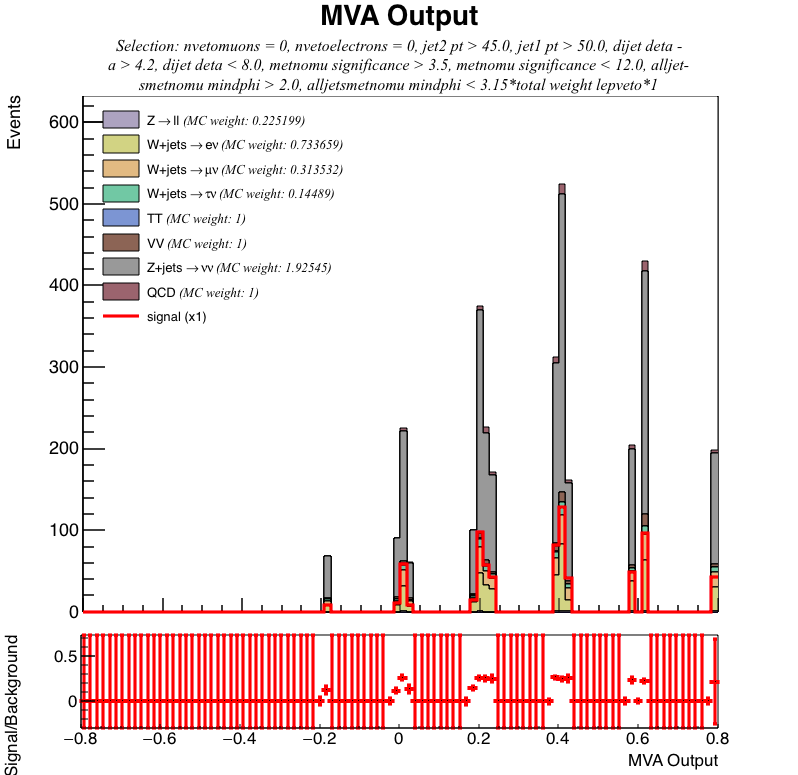 MVA Output
Selection: nvetomuons = 0, nvetoelectrons = 0, jet2 pt > 45.0, jet1 pt > 50.0, dijet deta -
a > 4.2, dijet deta < 8.0, metnomu significance > 3.5, metnomu significance < 12.0, alljet-
smetnomu mindphi > 2.0, alljetsmetnomu mindphi < 3.15*total weight lepveto*1
Events
600
500
400
300
200
100
0
Z→ll (MC weight: 0.225199)
W+jets→eν (MC weight: 0.733659)
W+jets→μν (MC weight: 0.313532)
W+jets→τν (MC weight: 0.14489)
TT (MC weight: 1)
VV (MC weight: 1)
Z+jets→νν (MC weight: 1.92545)
QCD (MC weight: 1)
signal (x1)
Signal/Background
0.5
0
−0.8 −0.6 −0.4 −0.2 0 0.2 0.4 0.6 0.8
MVA Output